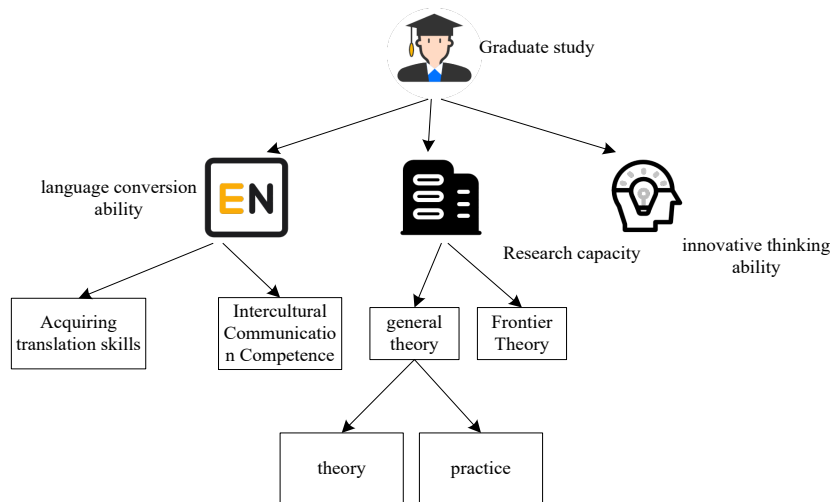 Graduate study
language conversion
ability
EN
Research capacity
innovative thinking
ability
Acquiring
translation skills
Intercultural
Communicatio
n Competence
general
theory
Frontier
Theory
theory
practice